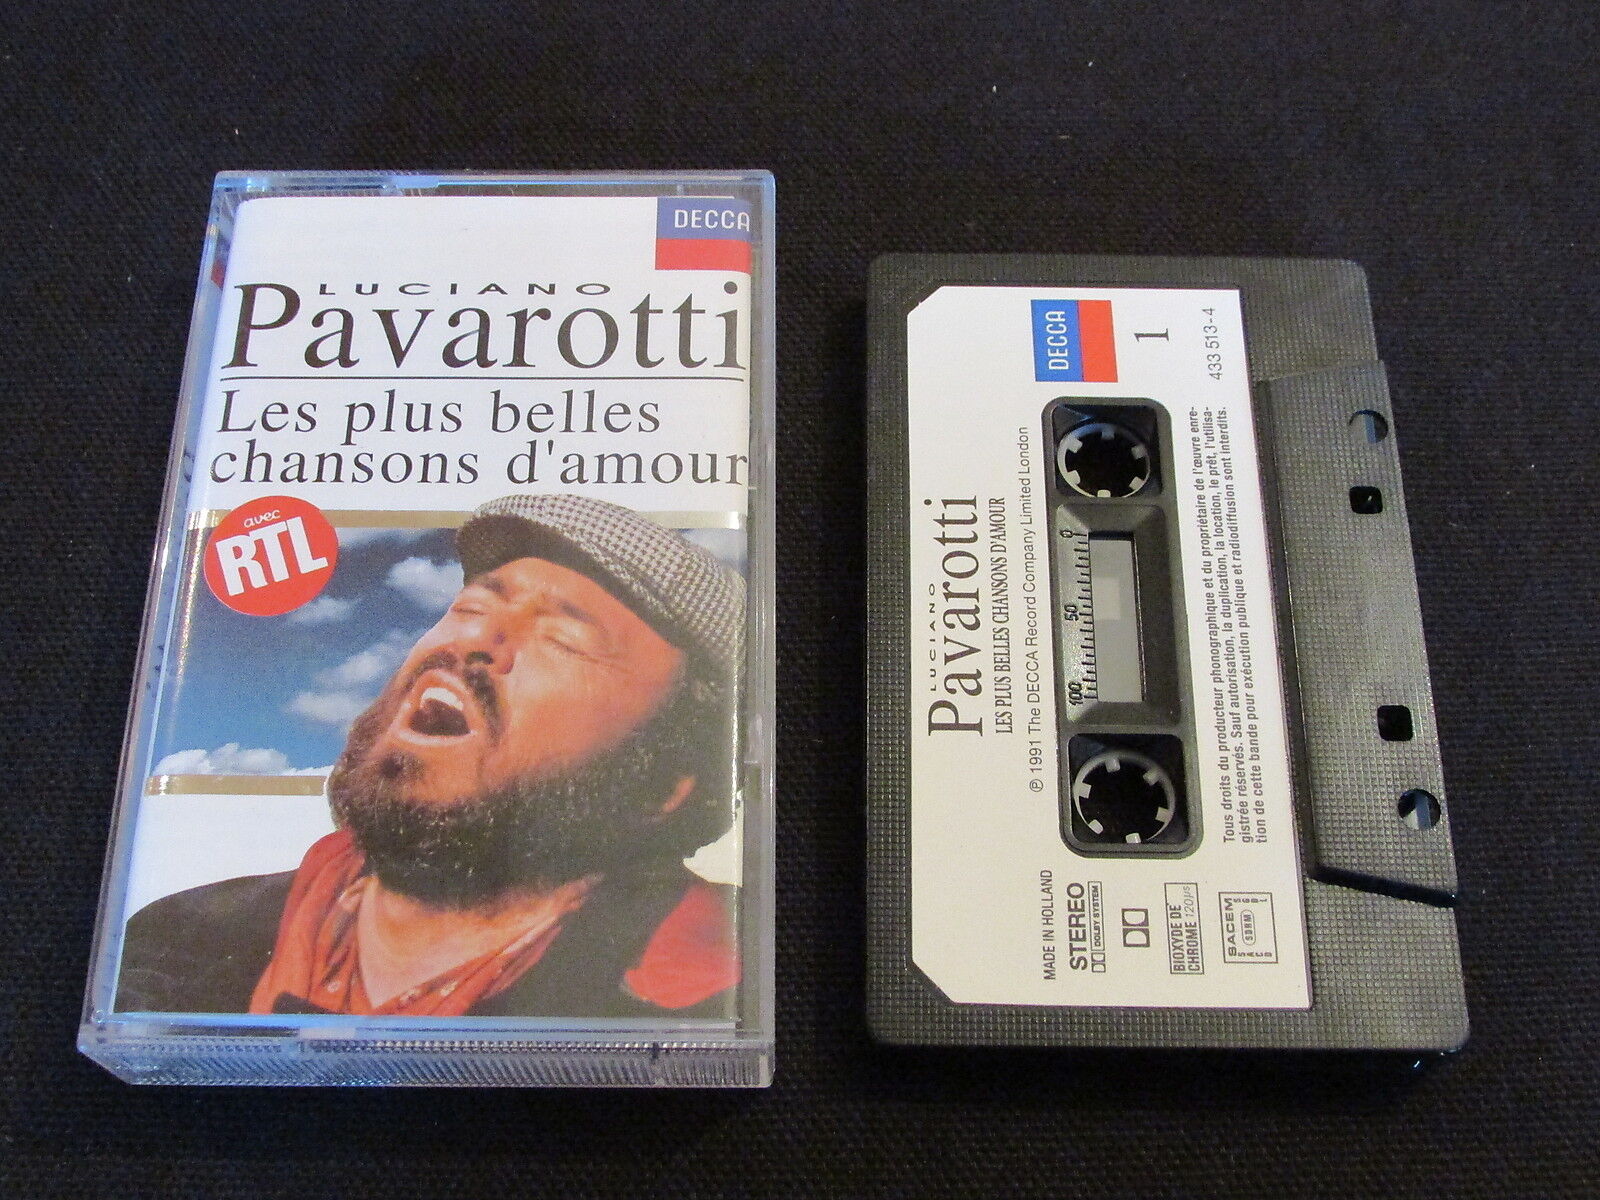 DECCA
LUCIANO
Pavarotti
Les plus belles
chansons d'amour
avec
RTL
DECCA
1
433 513-4
LUCIANO
Pavarotti
LES PLUS BELLES CHANSONS D'AMOUR
℗ 1991 The DECCA Record Company Limited London
100 50 0
Tous droits du producteur phonographique et du propriétaire de l'œuvre enre-
gistrée réservés. Sauf autorisation, la duplication, la location, le prêt, l'utilisa-
tion de cette bande pour exécution publique et radiodiffusion sont interdits.
MADE IN HOLLAND
STEREO
DOLBY SYSTEM
BIOXYDE DE
CHROME 120µs
SACEM
SDRM
SACD
SGDL